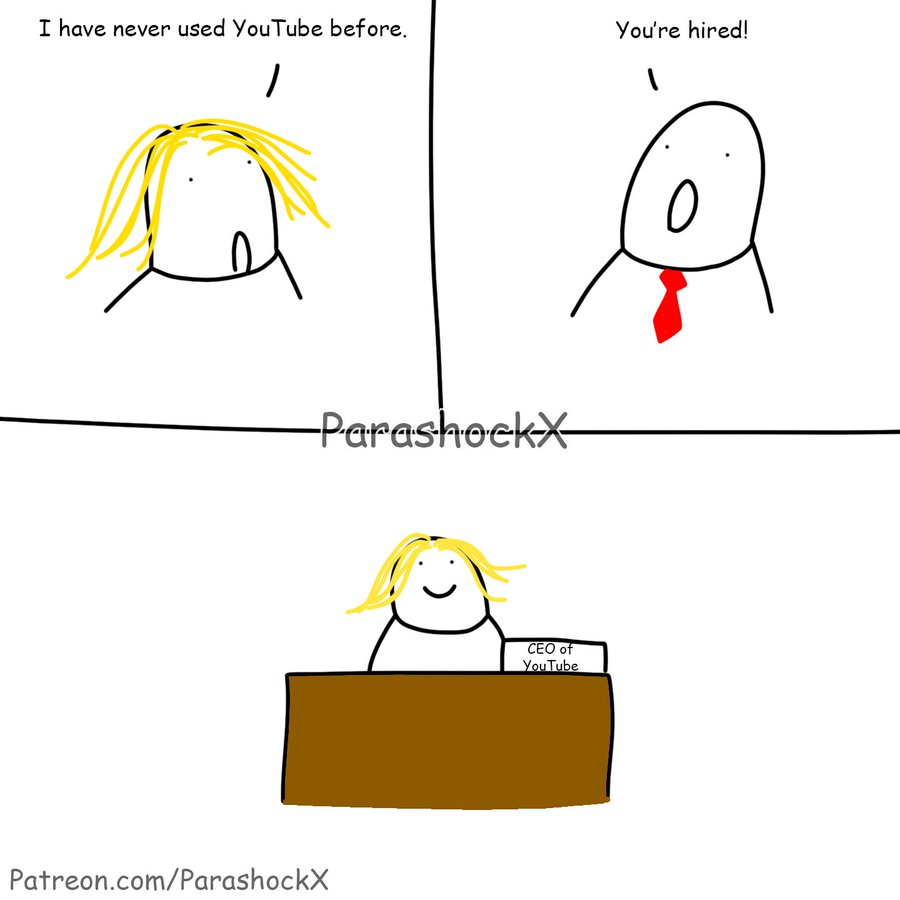 I have never used YouTube before.
You're hired!
ParashockX
CEO of
YouTube
Patreon.com/ParashockX